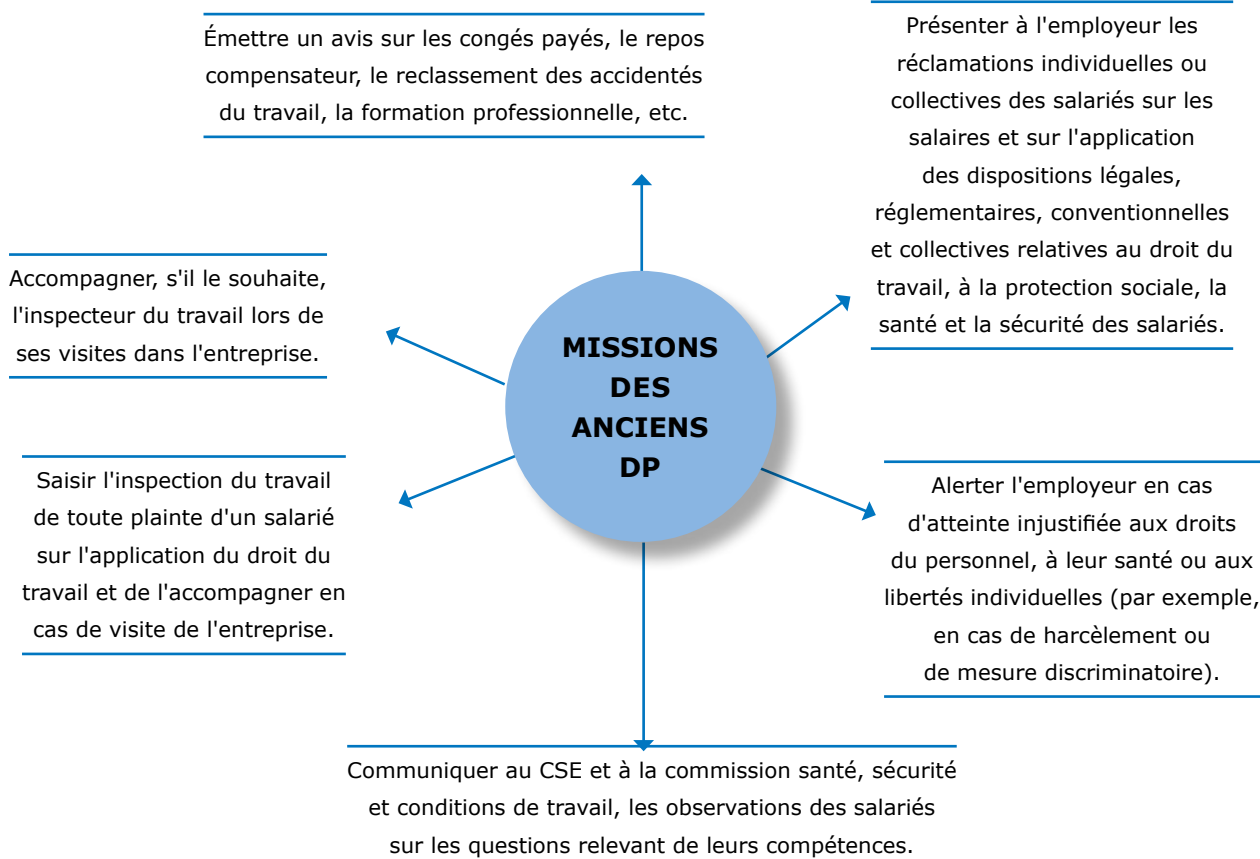 Émettre un avis sur les congés payés, le repos
compensateur, le reclassement des accidentés
du travail, la formation professionnelle, etc.
Présenter à l'employeur les
réclamations individuelles ou
collectives des salariés sur les
salaires et sur l'application
des dispositions légales,
réglementaires, conventionnelles
et collectives relatives au droit du
travail, à la protection sociale, la
santé et la sécurité des salariés.
Accompagner, s'il le souhaite,
l'inspecteur du travail lors de
ses visites dans l'entreprise.
MISSIONS
DES
ANCIENS
DP
Saisir l'inspection du travail
de toute plainte d'un salarié
sur l'application du droit du
travail et de l'accompagner en
cas de visite de l'entreprise.
Alerter l'employeur en cas
d'atteinte injustifiée aux droits
du personnel, à leur santé ou aux
libertés individuelles (par exemple,
en cas de harcèlement ou
de mesure discriminatoire).
Communiquer au CSE et à la commission santé, sécurité
et conditions de travail, les observations des salariés
sur les questions relevant de leurs compétences.